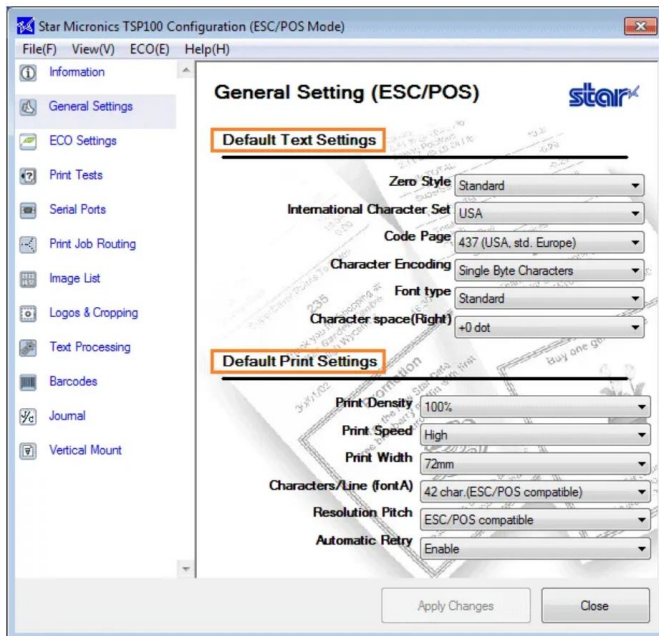 Star Micronics TSP100 Configuration (ESC/POS Mode)
File(F) View(V) ECO(E) Help(H)
Information
General Settings
ECO Settings
Print Tests
Serial Ports
Print Job Routing
Image List
Logos & Cropping
Text Processing
Barcodes
Journal
Vertical Mount
General Setting (ESC/POS)
star
Default Text Settings
Zero Style Standard
International Character Set USA
Code Page 437 (USA, std. Europe)
Character Encoding Single Byte Characters
Font type Standard
Character space(Right) +0 dot
Default Print Settings
Print Density 100%
Print Speed High
Print Width 72mm
Characters/Line (fontA) 42 char.(ESC/POS compatible)
Resolution Pitch ESC/POS compatible
Automatic Retry Enable
Apply Changes Close